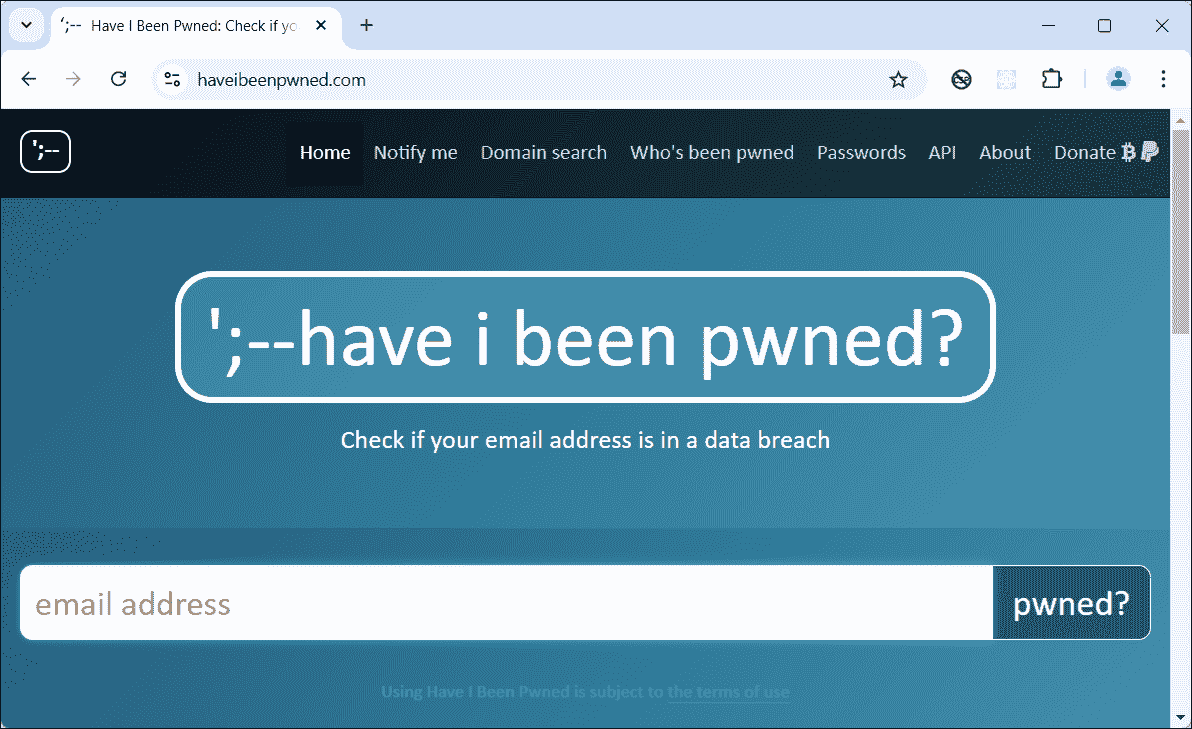 ';-- Have I Been Pwned: Check if yo
haveibeenpwned.com
';--
Home Notify me Domain search Who's been pwned Passwords API About Donate
';--have i been pwned?
Check if your email address is in a data breach
email address
pwned?
Using Have I Been Pwned is subject to the terms of use